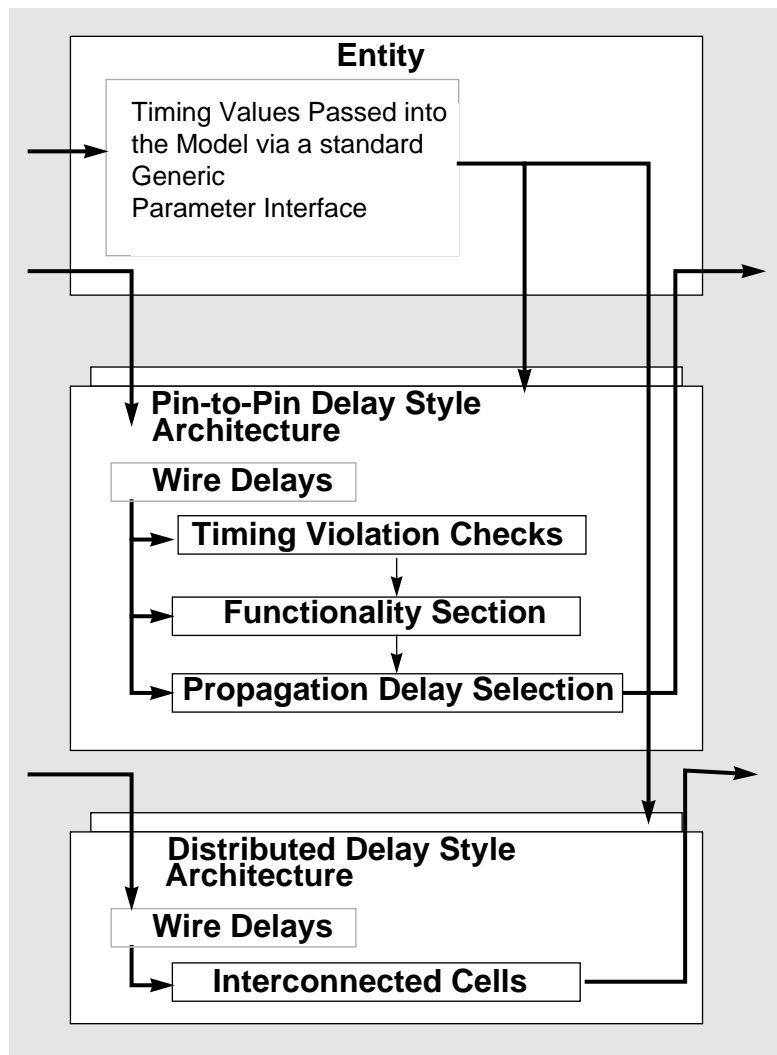 Entity
Timing Values Passed into
the Model via a standard
Generic
Parameter Interface
Pin-to-Pin Delay Style
Architecture
Wire Delays
Timing Violation Checks
Functionality Section
Propagation Delay Selection
Distributed Delay Style
Architecture
Wire Delays
Interconnected Cells